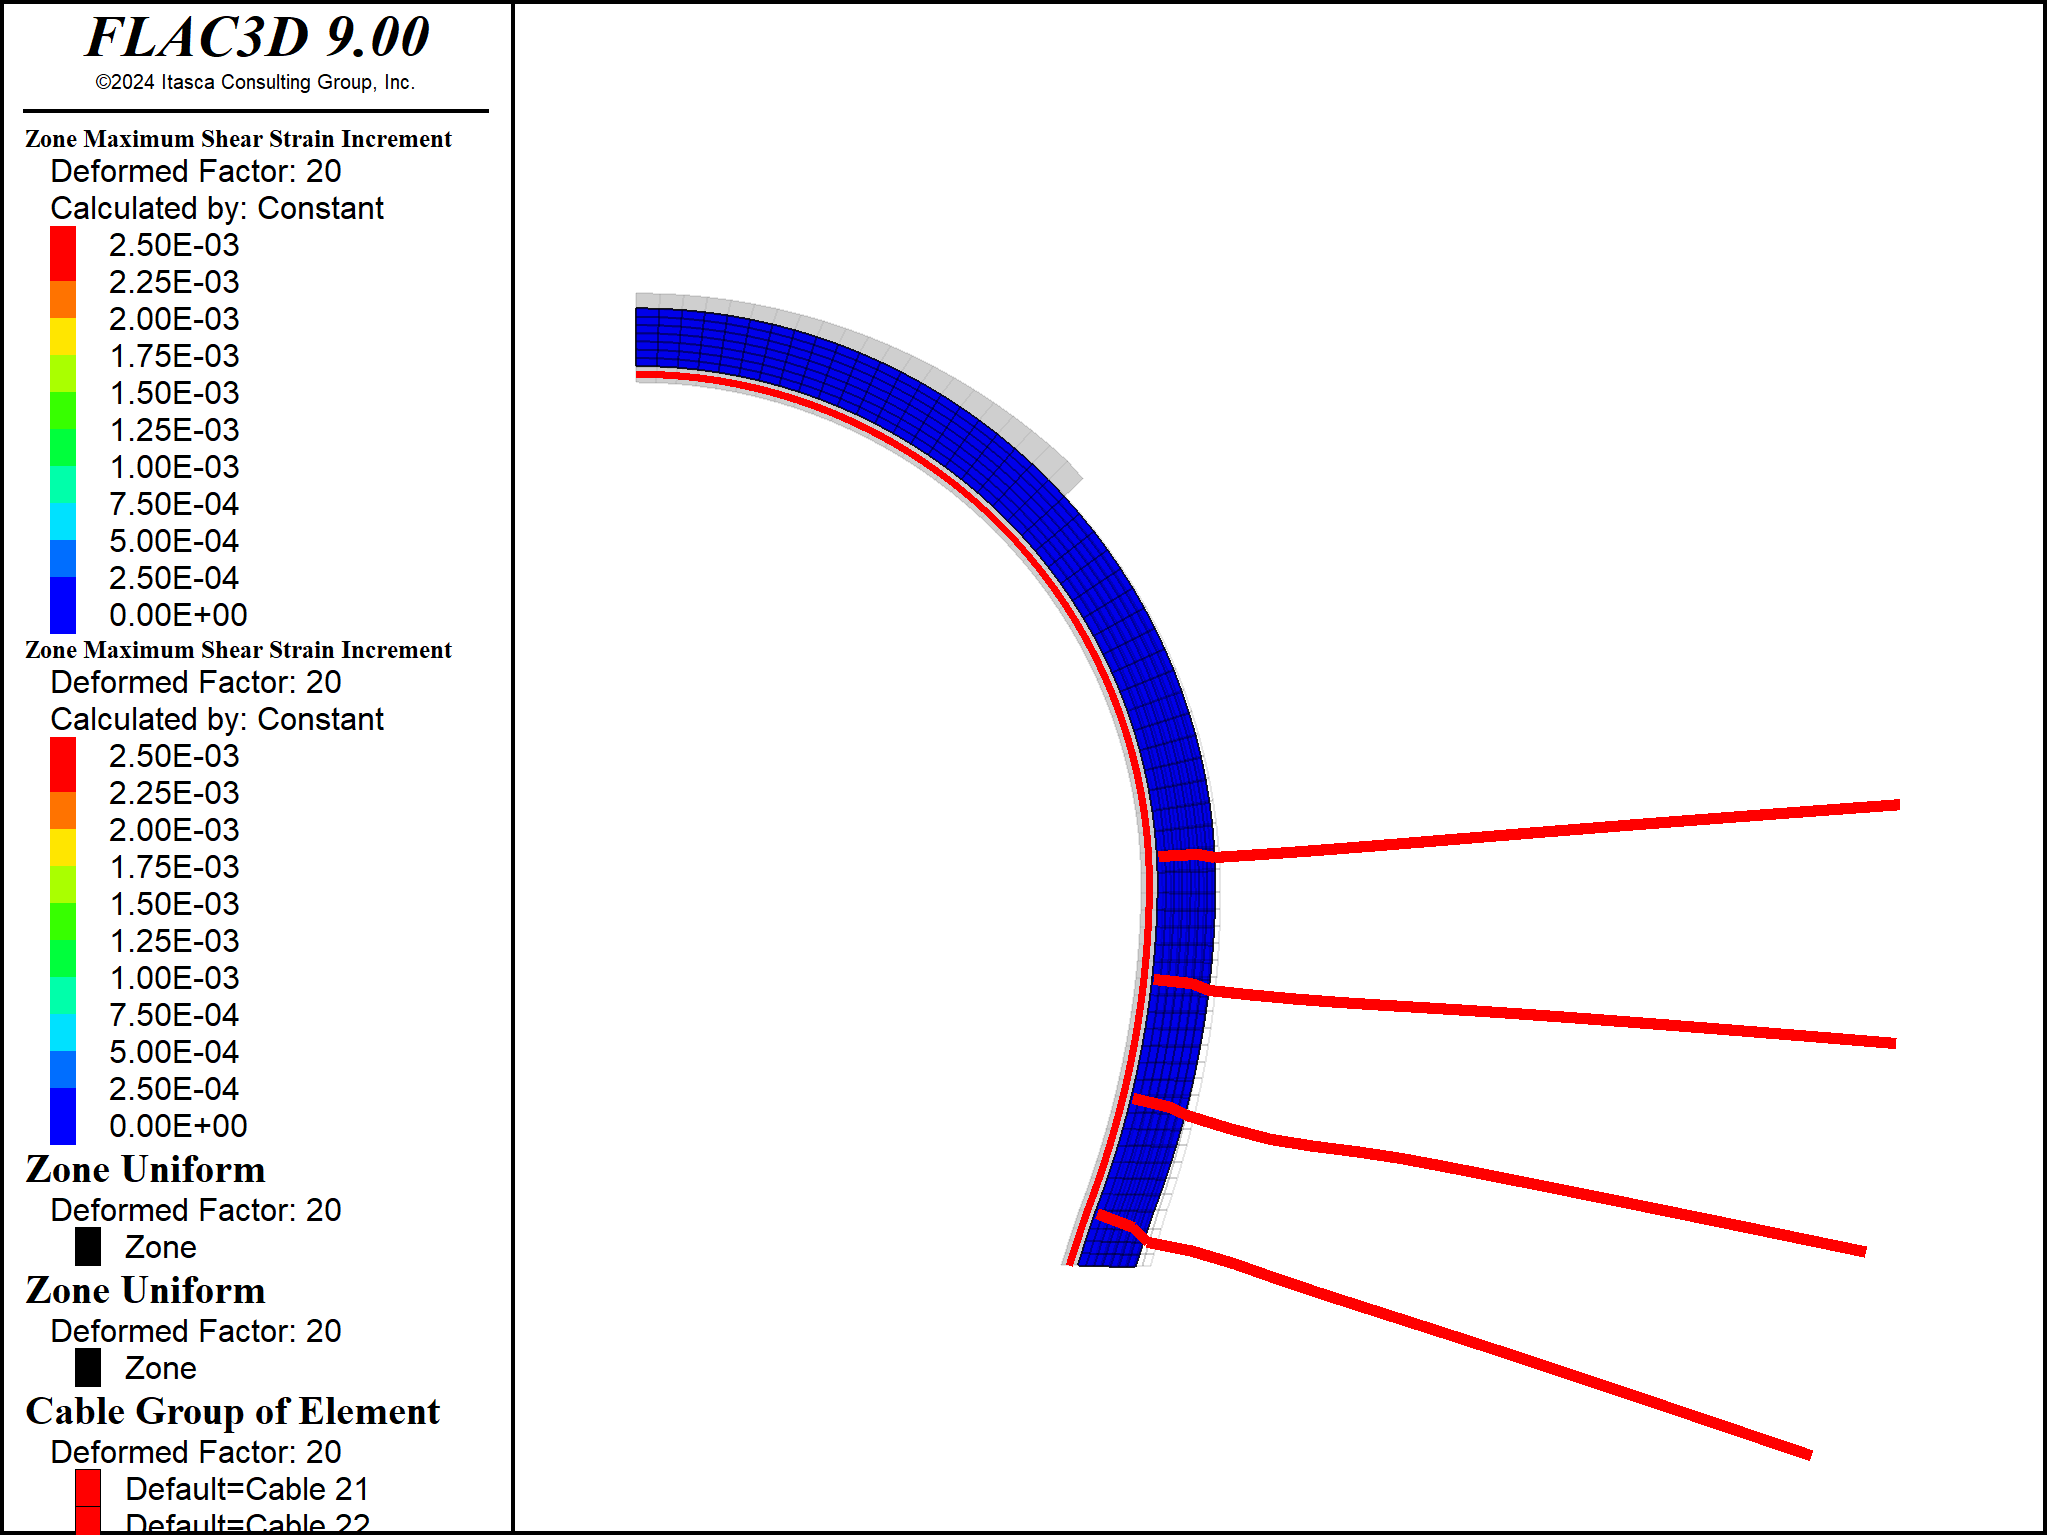 FLAC3D 9.00
©2024 Itasca Consulting Group, Inc.
Zone Maximum Shear Strain Increment
Deformed Factor: 20
Calculated by: Constant
2.50E-03
2.25E-03
2.00E-03
1.75E-03
1.50E-03
1.25E-03
1.00E-03
7.50E-04
5.00E-04
2.50E-04
0.00E+00
Zone Maximum Shear Strain Increment
Deformed Factor: 20
Calculated by: Constant
2.50E-03
2.25E-03
2.00E-03
1.75E-03
1.50E-03
1.25E-03
1.00E-03
7.50E-04
5.00E-04
2.50E-04
0.00E+00
Zone Uniform
Deformed Factor: 20
Zone
Zone Uniform
Deformed Factor: 20
Zone
Cable Group of Element
Deformed Factor: 20
Default=Cable 21
Default=Cable 22